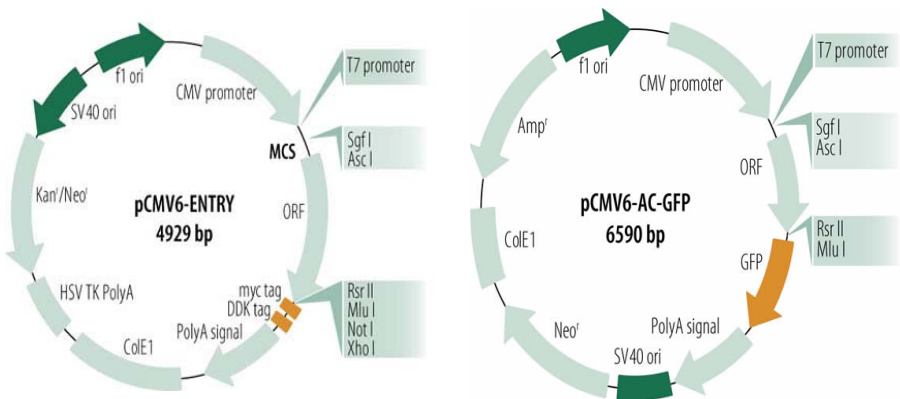 f1 ori
SV40 ori
CMV promoter
T7 promoter
MCS
Sgf I
Asc I
Kanʳ/Neoʳ
pCMV6-ENTRY
4929 bp
ORF
HSV TK PolyA
myc tag
DDK tag
PolyA signal
ColE1
Rsr II
Mlu I
Not I
Xho I
f1 ori
CMV promoter
T7 promoter
Ampʳ
Sgf I
Asc I
ORF
pCMV6-AC-GFP
6590 bp
ColE1
Rsr II
Mlu I
GFP
Neoʳ
PolyA signal
SV40 ori